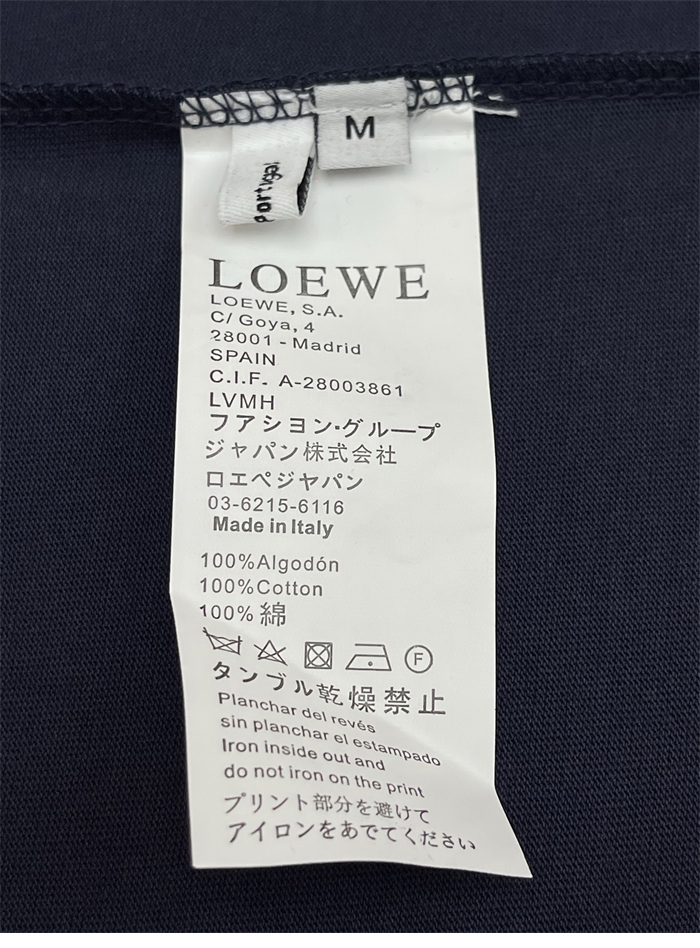 M
Portugal
LOEWE
LOEWE, S.A.
C/ Goya, 4
28001 - Madrid
SPAIN
C.I.F. A-28003861
LVMH
フアシヨン・グループ
ジャパン株式会社
ロエベジャパン
03-6215-6116
Made in Italy
100%Algodón
100%Cotton
100%綿
F
タンブル乾燥禁止
Planchar del revés
sin planchar el estampado
Iron inside out and
do not iron on the print
プリント部分を避けて
アイロンをあでてください